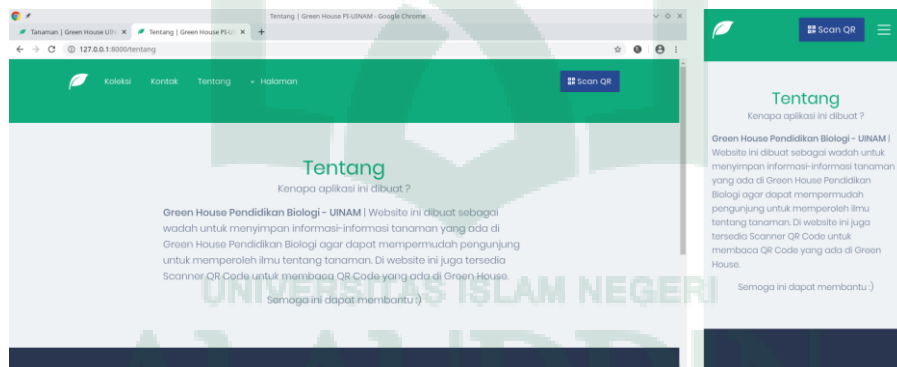 Tentang | Green House PI-UINAM - Google Chrome
Tanaman | Green House UIN
Tentang | Green House PI-U
127.0.0.1:8000/tentang
Koleksi Kontak Tentang Halaman Scan QR
Tentang
Kenapa aplikasi ini dibuat ?
Green House Pendidikan Biologi - UINAM | Website ini dibuat sebagai
wadah untuk menyimpan informasi-informasi tanaman yang ada di
Green House Pendidikan Biologi agar dapat mempermudah pengunjung
untuk memperoleh ilmu tentang tanaman. Di website ini juga tersedia
Scanner QR Code untuk membaca QR Code yang ada di Green House.
Semoga ini dapat membantu :)
Scan QR
Tentang
Kenapa aplikasi ini dibuat ?
Green House Pendidikan Biologi - UINAM |
Website ini dibuat sebagai wadah untuk
menyimpan informasi-informasi tanaman
yang ada di Green House Pendidikan
Biologi agar dapat mempermudah
pengunjung untuk memperoleh ilmu
tentang tanaman. Di website ini juga
tersedia Scanner QR Code untuk
membaca QR Code yang ada di Green
House.
Semoga ini dapat membantu :)
UNIVERSITAS ISLAM NEGERI
ALAUDDIN